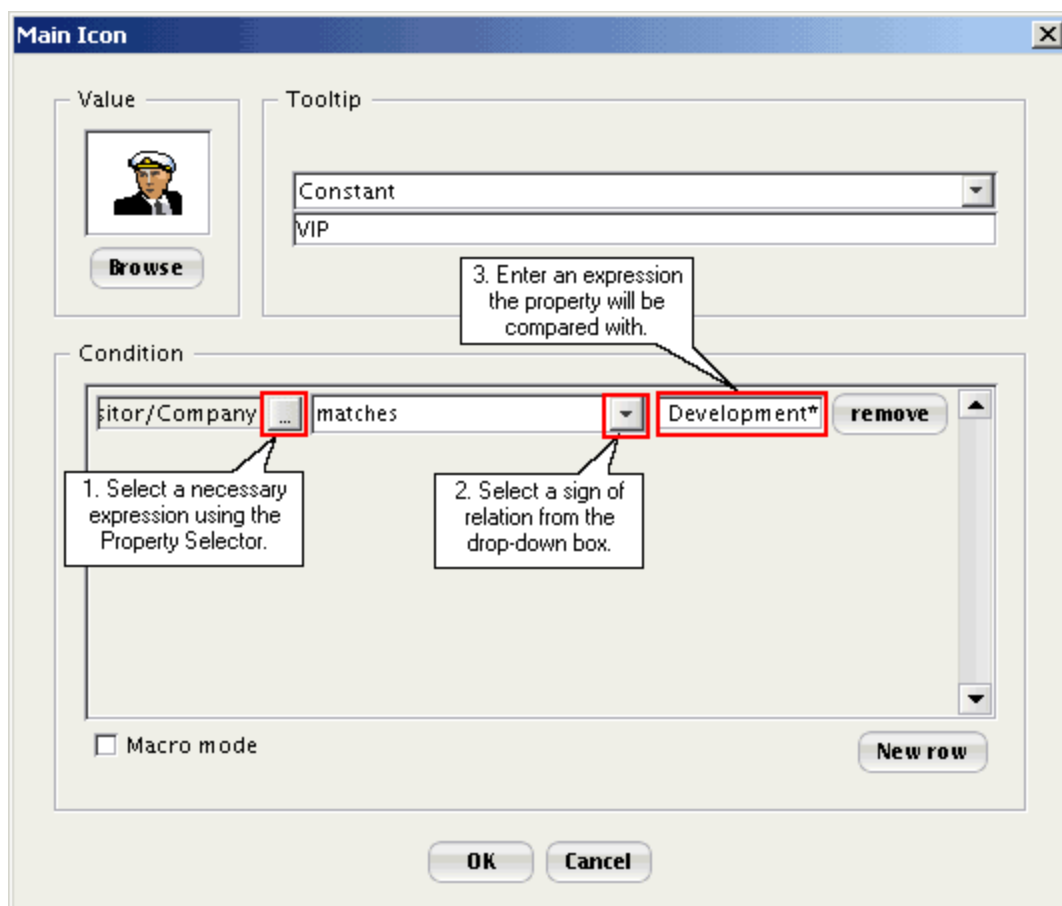 Main Icon
Value
Tooltip
Constant
VIP
Browse
3. Enter an expression
the property will be
compared with.
Condition
sitor/Company ... matches Development* remove
1. Select a necessary
expression using the
Property Selector.
2. Select a sign of
relation from the
drop-down box.
Macro mode
New row
OK Cancel